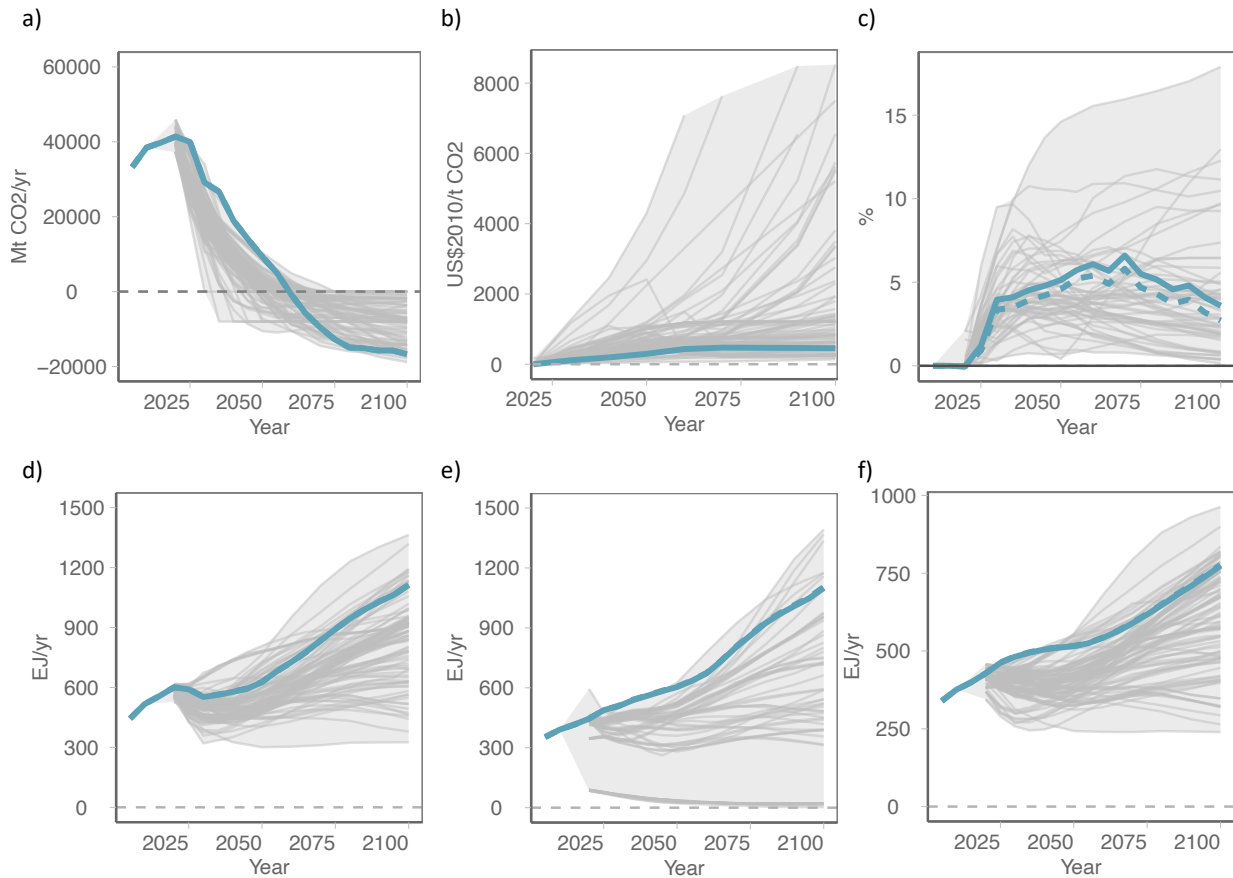 a)
60000
40000
20000
0
−20000
Mt CO2/yr
2025 2050 2075 2100
Year
b)
8000
6000
4000
2000
0
US$2010/t CO2
2025 2050 2075 2100
Year
c)
15
10
5
0
%
2025 2050 2075 2100
Year
d)
1500
1200
900
600
300
0
EJ/yr
2025 2050 2075 2100
Year
e)
1500
1200
900
600
300
0
EJ/yr
2025 2050 2075 2100
Year
f)
1000
750
500
250
0
EJ/yr
2025 2050 2075 2100
Year